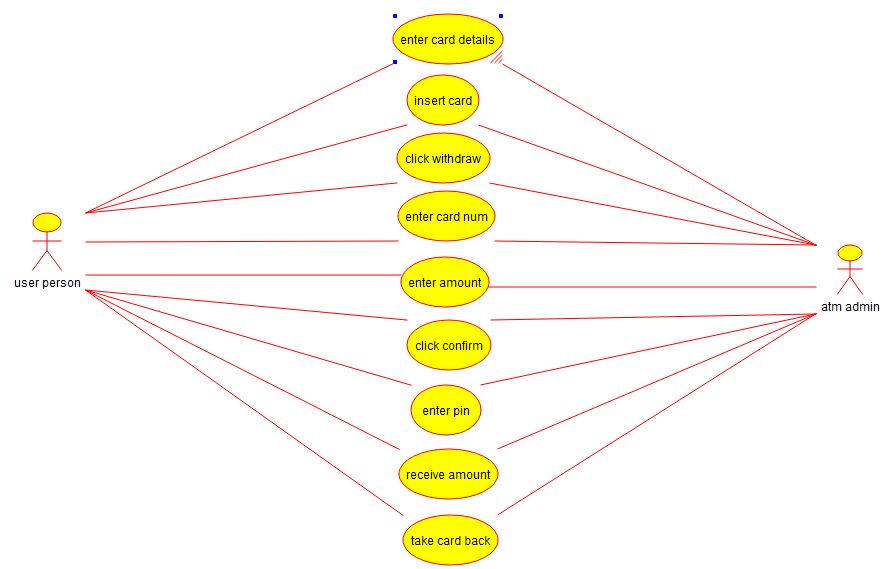 enter card details
insert card
click withdraw
enter card num
user person
enter amount
atm admin
click confirm
enter pin
receive amount
take card back